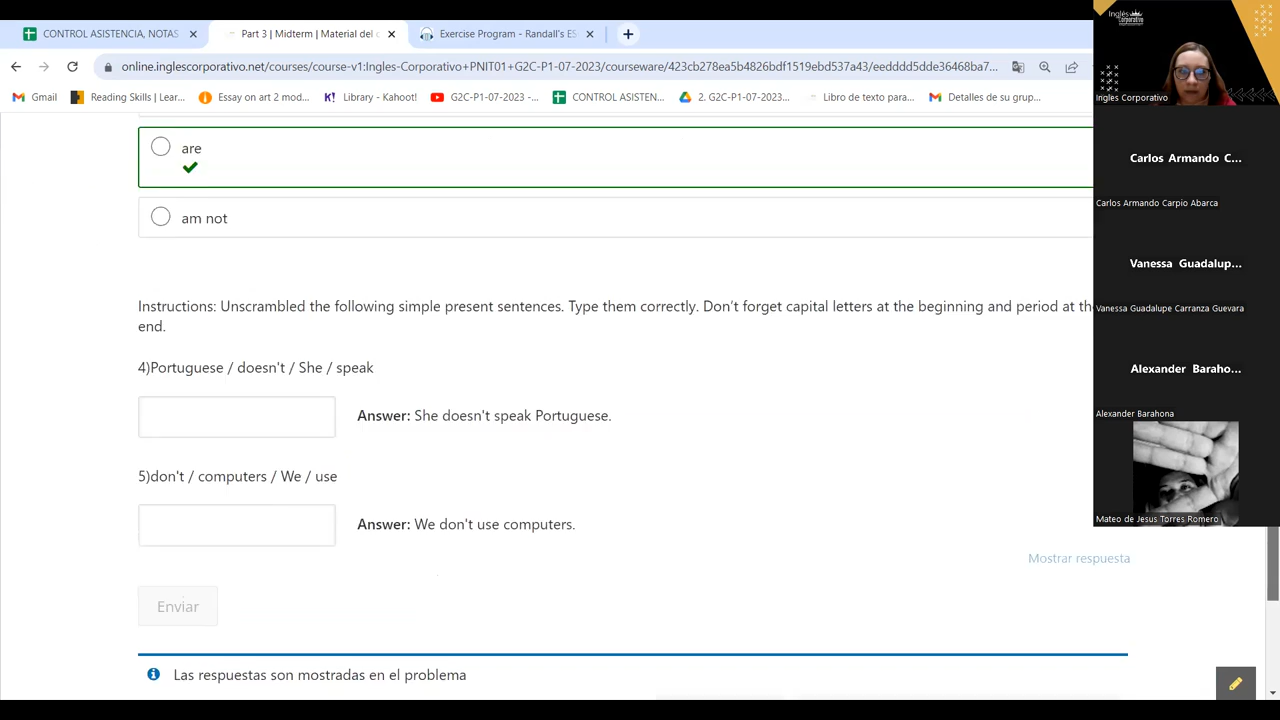 CONTROL ASISTENCIA, NOTAS
Part 3 | Midterm | Material del c
Exercise Program - Randall's ES
online.inglescorporativo.net/courses/course-v1:Ingles-Corporativo+PNIT01+G2C-P1-07-2023/courseware/423cb278ea5b4826bdf1519ebd537a43/eedddd5dde36468ba7...
Gmail
Reading Skills | Lear...
Essay on art 2 mod...
Library - Kahoots
G2C-P1-07-2023 -...
CONTROL ASISTEN...
2. G2C-P1-07-2023...
Libro de texto para...
Detalles de su grup...
are
am not
Instructions: Unscrambled the following simple present sentences. Type them correctly. Don't forget capital letters at the beginning and period at th
end.
4)Portuguese / doesn't / She / speak
Answer: She doesn't speak Portuguese.
5)don't / computers / We / use
Answer: We don't use computers.
Mostrar respuesta
Enviar
Las respuestas son mostradas en el problema
Inglés
Corporativo
Ingles Corporativo
Carlos Armando C...
Carlos Armando Carpio Abarca
Vanessa Guadalup...
Vanessa Guadalupe Carranza Guevara
Alexander Baraho...
Alexander Barahona
Mateo de Jesus Torres Romero